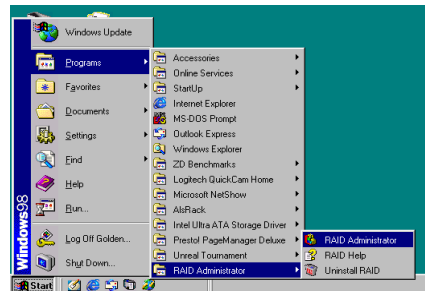 Windows Update
Programs
Favorites
Documents
Settings
Find
Help
Run...
Log Off Golden...
Shut Down...
Windows98
Start
Accessories
Online Services
StartUp
Internet Explorer
MS-DOS Prompt
Outlook Express
Windows Explorer
ZD Benchmarks
Logitech QuickCam Home
Microsoft NetShow
AlsRack
Intel Ultra ATA Storage Driver
Prestol PageManager Deluxe
Unreal Tournament
RAID Administrator
RAID Administrator
RAID Help
Uninstall RAID